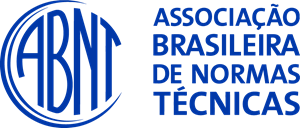 ABNT
ASSOCIAÇÃO
BRASILEIRA
DE NORMAS
TÉCNICAS